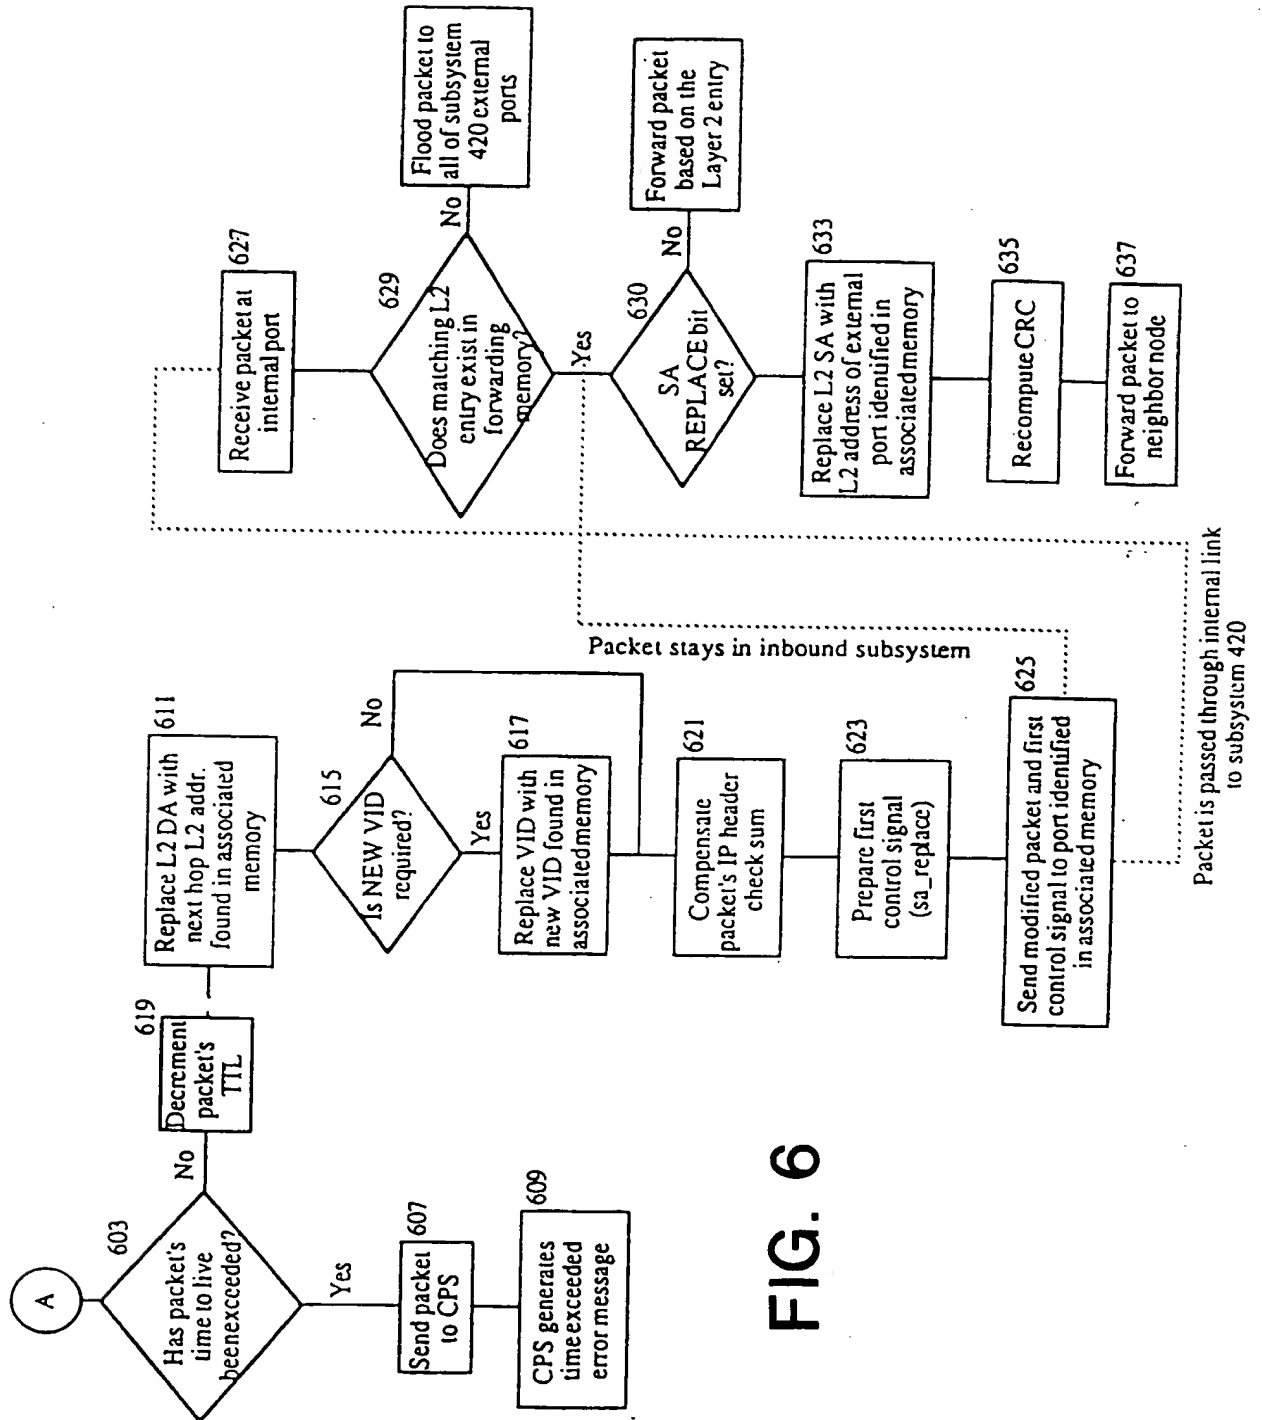 A
603
Has packet's
time to live
beenexceeded?
No
Yes
607
Send packet
to CPS
609
CPS generates
time exceeded
error message
619
Decrement
packet's
TTL
611
Replace L2 DA with
next hop L2 addr.
found in associated
memory
615
Is NEW VID
required?
No
Yes
617
Replace VID with
new VID found in
associatedmemory
621
Compensate
packet's IP header
check sum
623
Prepare first
control signal
(sa_replace)
625
Send modified packet and first
control signal to port identified
in associated memory
Packet stays in inbound subsystem
Packet is passed through internal link
to subsystem 420
627
Receive packet at
internal port
629
Does matching L2
entry exist in
forwarding
memory?
No
Flood packet to
all of subsystem
420 external
ports
Yes
630
SA
REPLACE bit
set?
No
Forward packet
based on the
Layer 2 entry
633
Replace L2 SA with
L2 address of external
port identified in
associated memory
635
Recompute CRC
637
Forward packet to
neighbor node
FIG. 6